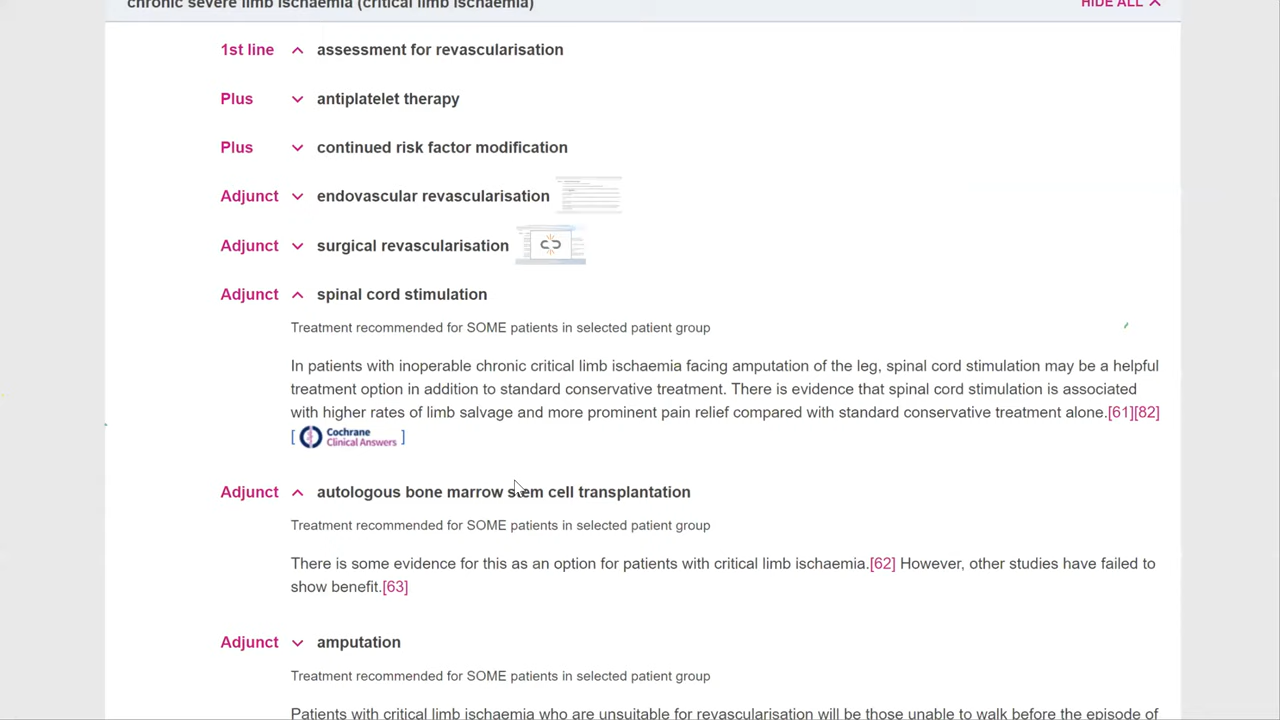 chronic severe limb ischaemia (critical limb ischaemia) HIDE ALL
1st line assessment for revascularisation
Plus antiplatelet therapy
Plus continued risk factor modification
Adjunct endovascular revascularisation
Adjunct surgical revascularisation
Adjunct spinal cord stimulation
Treatment recommended for SOME patients in selected patient group
In patients with inoperable chronic critical limb ischaemia facing amputation of the leg, spinal cord stimulation may be a helpful
treatment option in addition to standard conservative treatment. There is evidence that spinal cord stimulation is associated
with higher rates of limb salvage and more prominent pain relief compared with standard conservative treatment alone.[61][82]
[ Cochrane
Clinical Answers ]
Adjunct autologous bone marrow stem cell transplantation
Treatment recommended for SOME patients in selected patient group
There is some evidence for this as an option for patients with critical limb ischaemia.[62] However, other studies have failed to
show benefit.[63]
Adjunct amputation
Treatment recommended for SOME patients in selected patient group
Patients with critical limb ischaemia who are unsuitable for revascularisation will be those unable to walk before the episode of